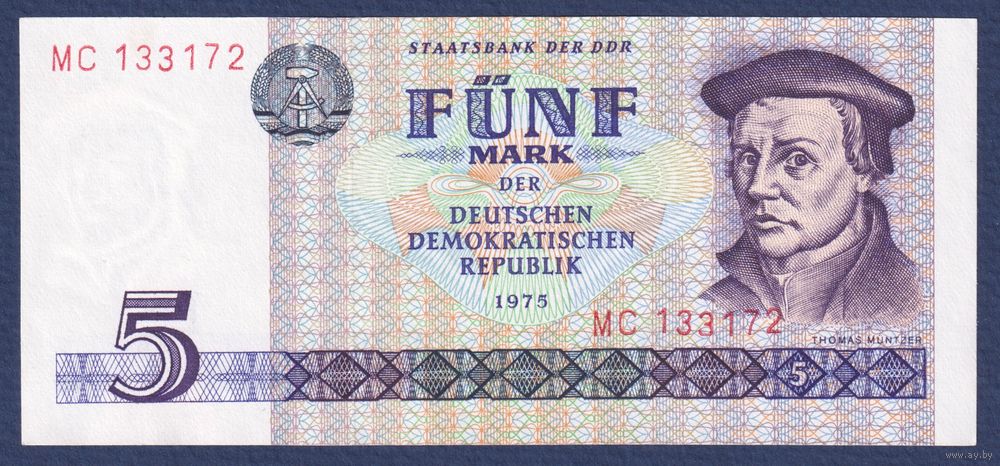 MC 133172
STAATSBANK DER DDR
FÜNF
MARK
DER
DEUTSCHEN
DEMOKRATISCHEN
REPUBLIK
1975
MC 133172
THOMAS MÜNTZER
5
5
www.ay.by